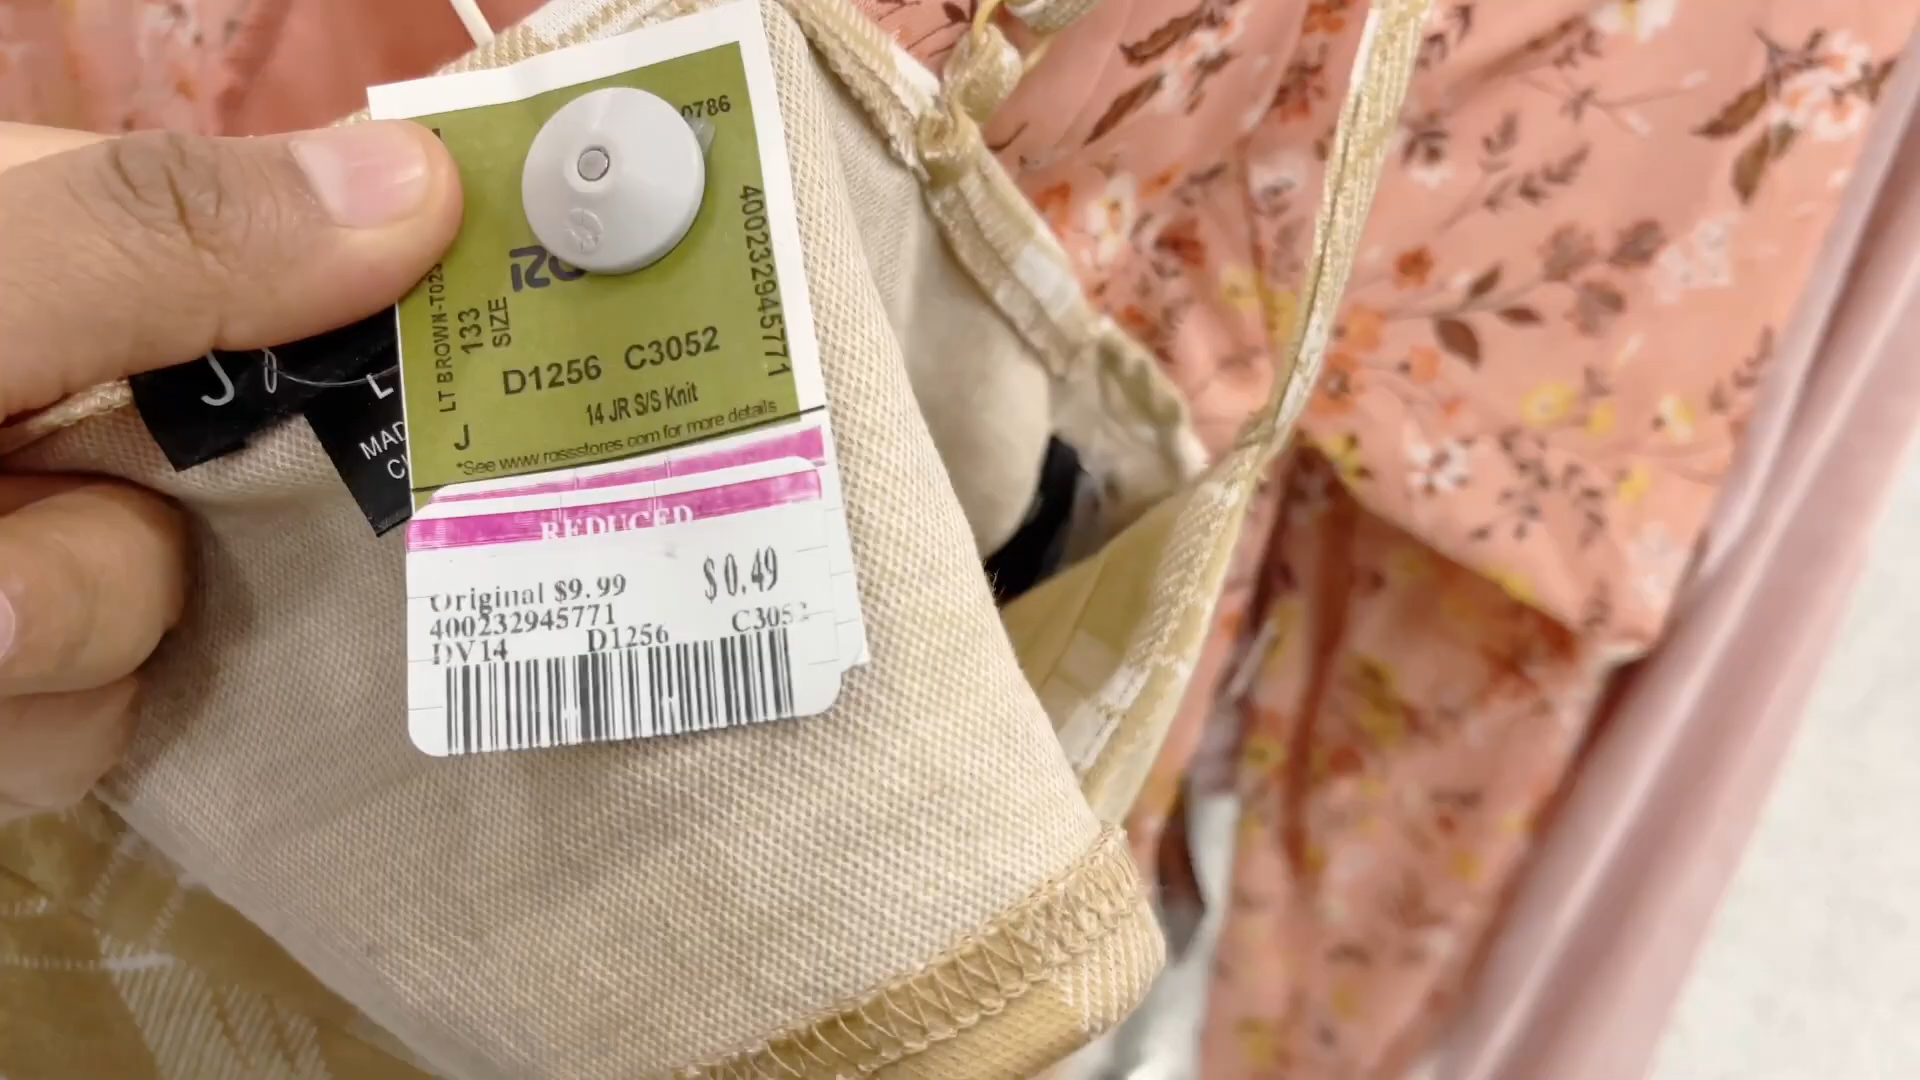 0786
400232945771
LT BROWN-T02
133
SIZE
D1256 C3052
14 JR S/S Knit
J
*See www.rossstores.com for more details
J
L
REDUCED
Original $9.99 $0.49
400232945771
DV14 D1256 C3052